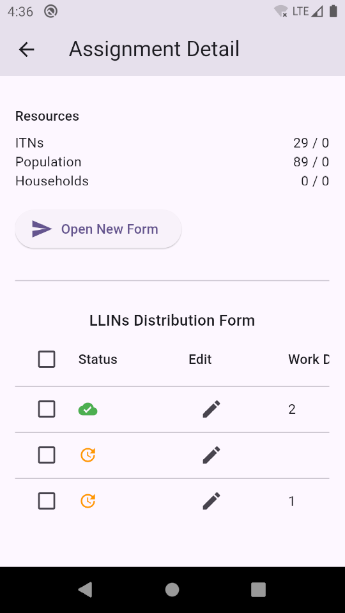 4:36
LTE
Assignment Detail
Resources
ITNs 29 / 0
Population 89 / 0
Households 0 / 0
Open New Form
LLINs Distribution Form
Status Edit Work D
2
1